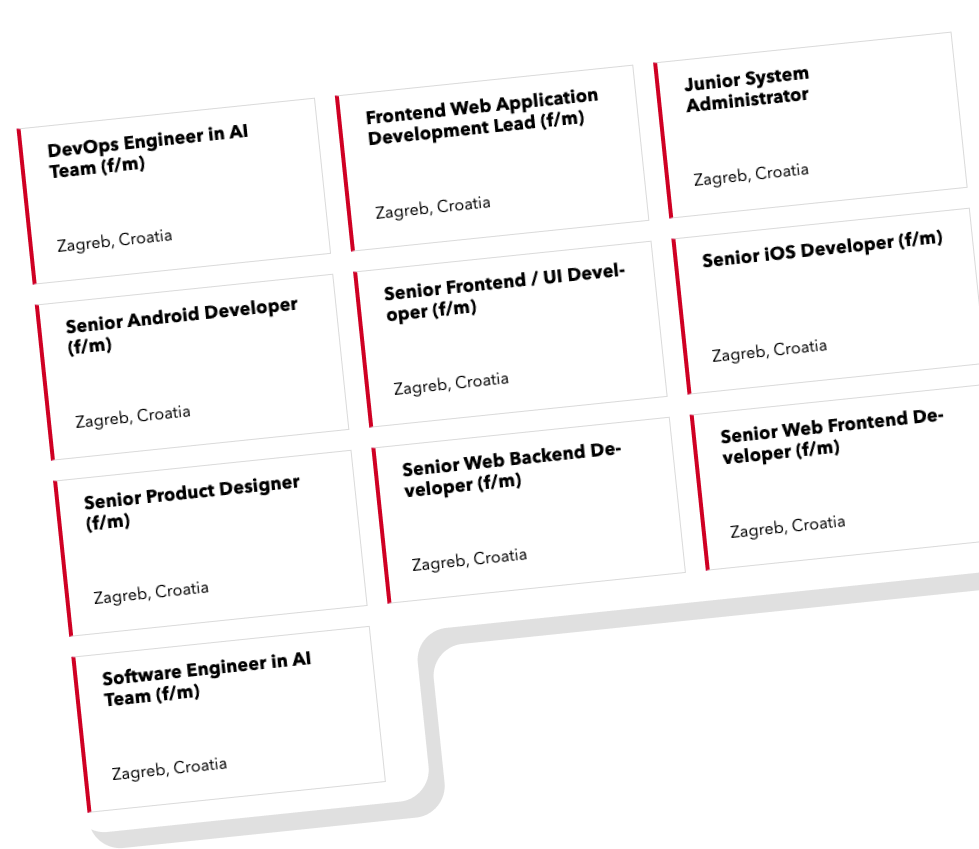 DevOps Engineer in AI
Team (f/m)
Zagreb, Croatia
Frontend Web Application
Development Lead (f/m)
Zagreb, Croatia
Junior System
Administrator
Zagreb, Croatia
Senior Android Developer
(f/m)
Zagreb, Croatia
Senior Frontend / UI Devel-
oper (f/m)
Zagreb, Croatia
Senior iOS Developer (f/m)
Zagreb, Croatia
Senior Product Designer
(f/m)
Zagreb, Croatia
Senior Web Backend De-
veloper (f/m)
Zagreb, Croatia
Senior Web Frontend De-
veloper (f/m)
Zagreb, Croatia
Software Engineer in AI
Team (f/m)
Zagreb, Croatia